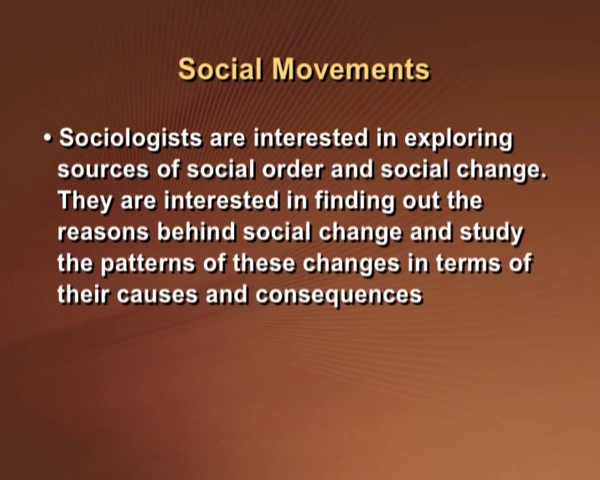 Social Movements
• Sociologists are interested in exploring
sources of social order and social change.
They are interested in finding out the
reasons behind social change and study
the patterns of these changes in terms of
their causes and consequences